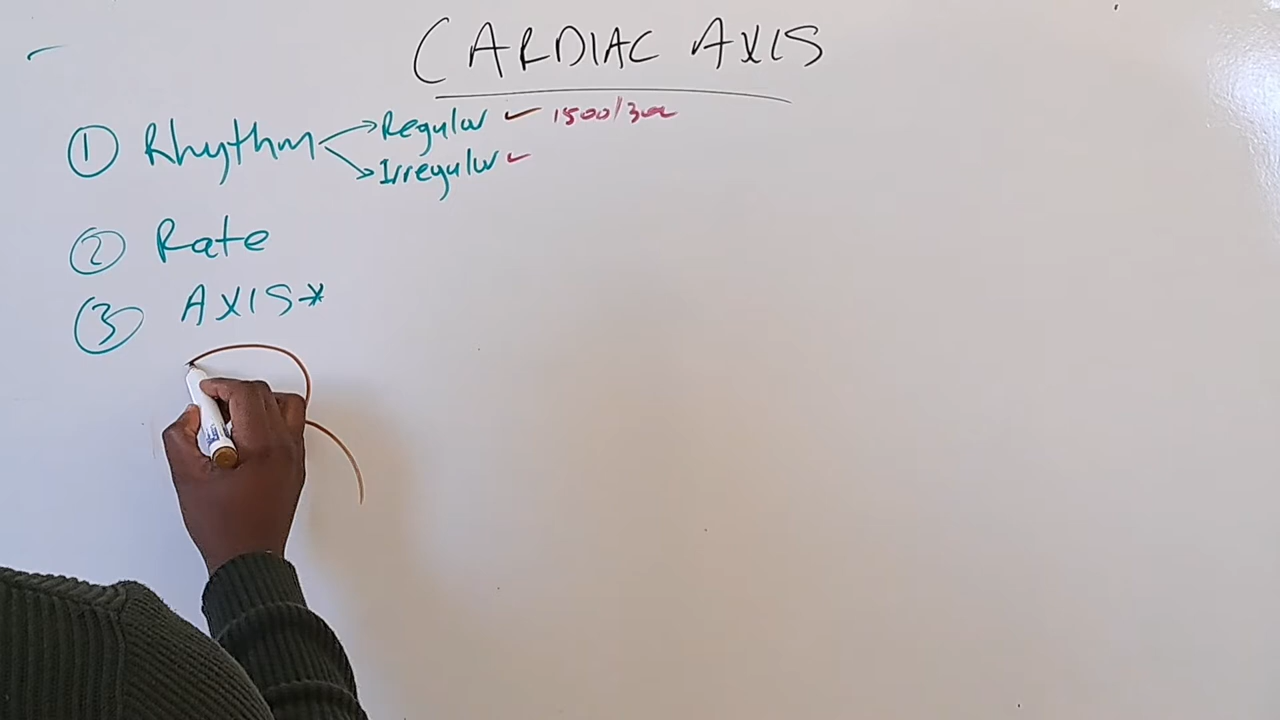 CARDIAC AXIS
① Rhythm → Regular ✓ 1500/300
→ Irregular ✓
② Rate
③ AXIS*